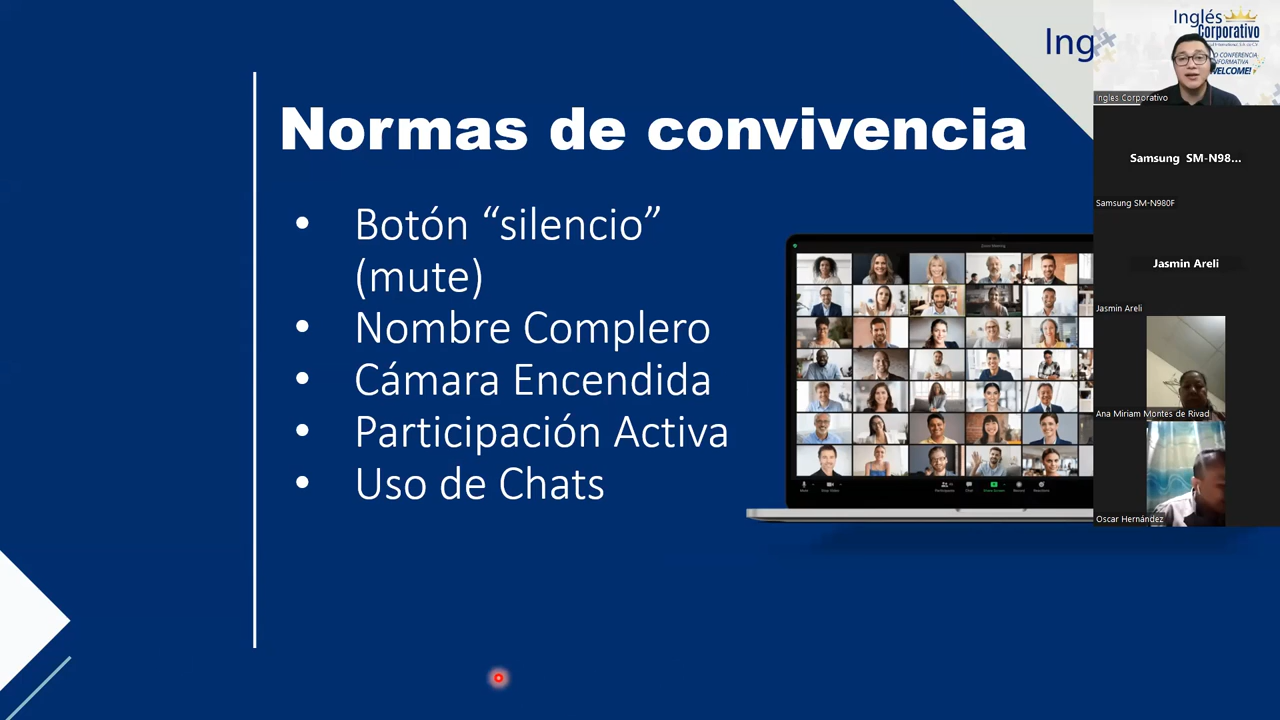 Normas de convivencia
• Botón “silencio”
(mute)
• Nombre Complero
• Cámara Encendida
• Participación Activa
• Uso de Chats
Ing
Inglés
Corporativo
CONFERENCIA
WELCOME!
Ingles Corporativo
Samsung SM-N98...
Samsung SM-N980F
Jasmin Areli
Jasmin Areli
Ana Miriam Montes de Rivad
Oscar Hernández